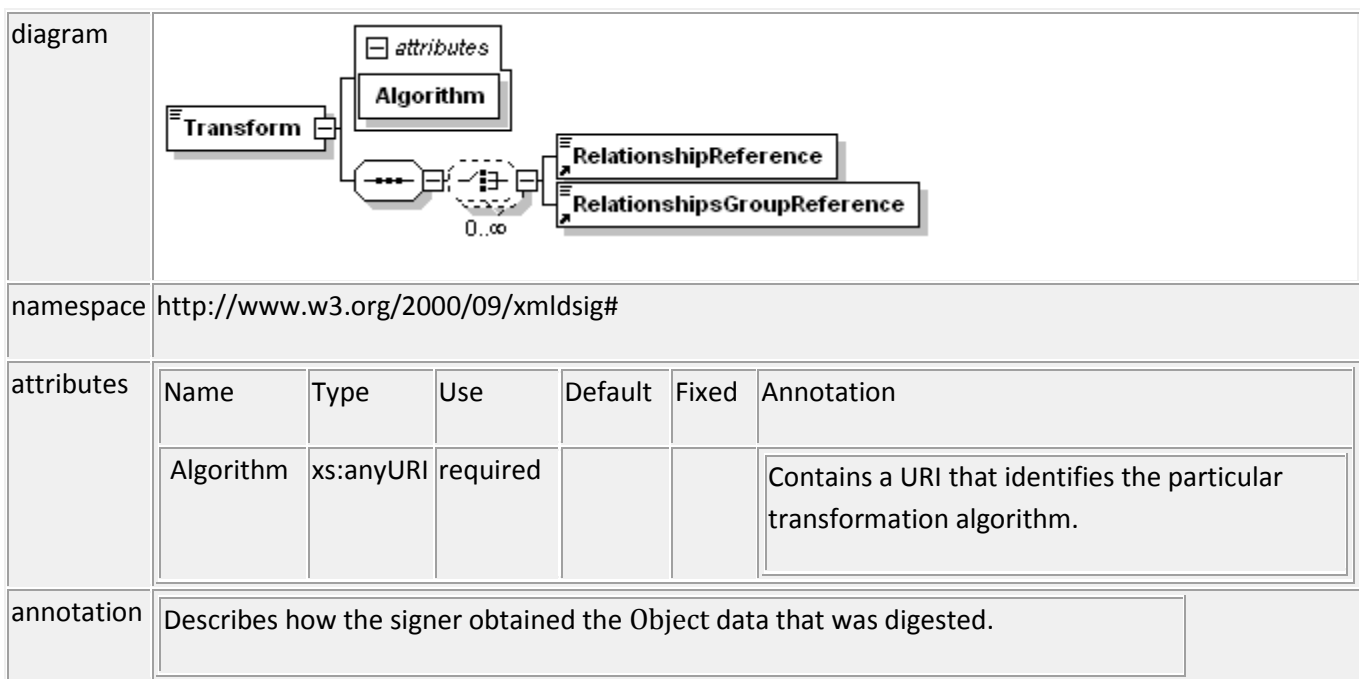 diagram
attributes
Algorithm
Transform
RelationshipReference
RelationshipsGroupReference
0..∞
namespace http://www.w3.org/2000/09/xmldsig#
attributes
Name Type Use Default Fixed Annotation
Algorithm xs:anyURI required Contains a URI that identifies the particular
transformation algorithm.
annotation Describes how the signer obtained the Object data that was digested.